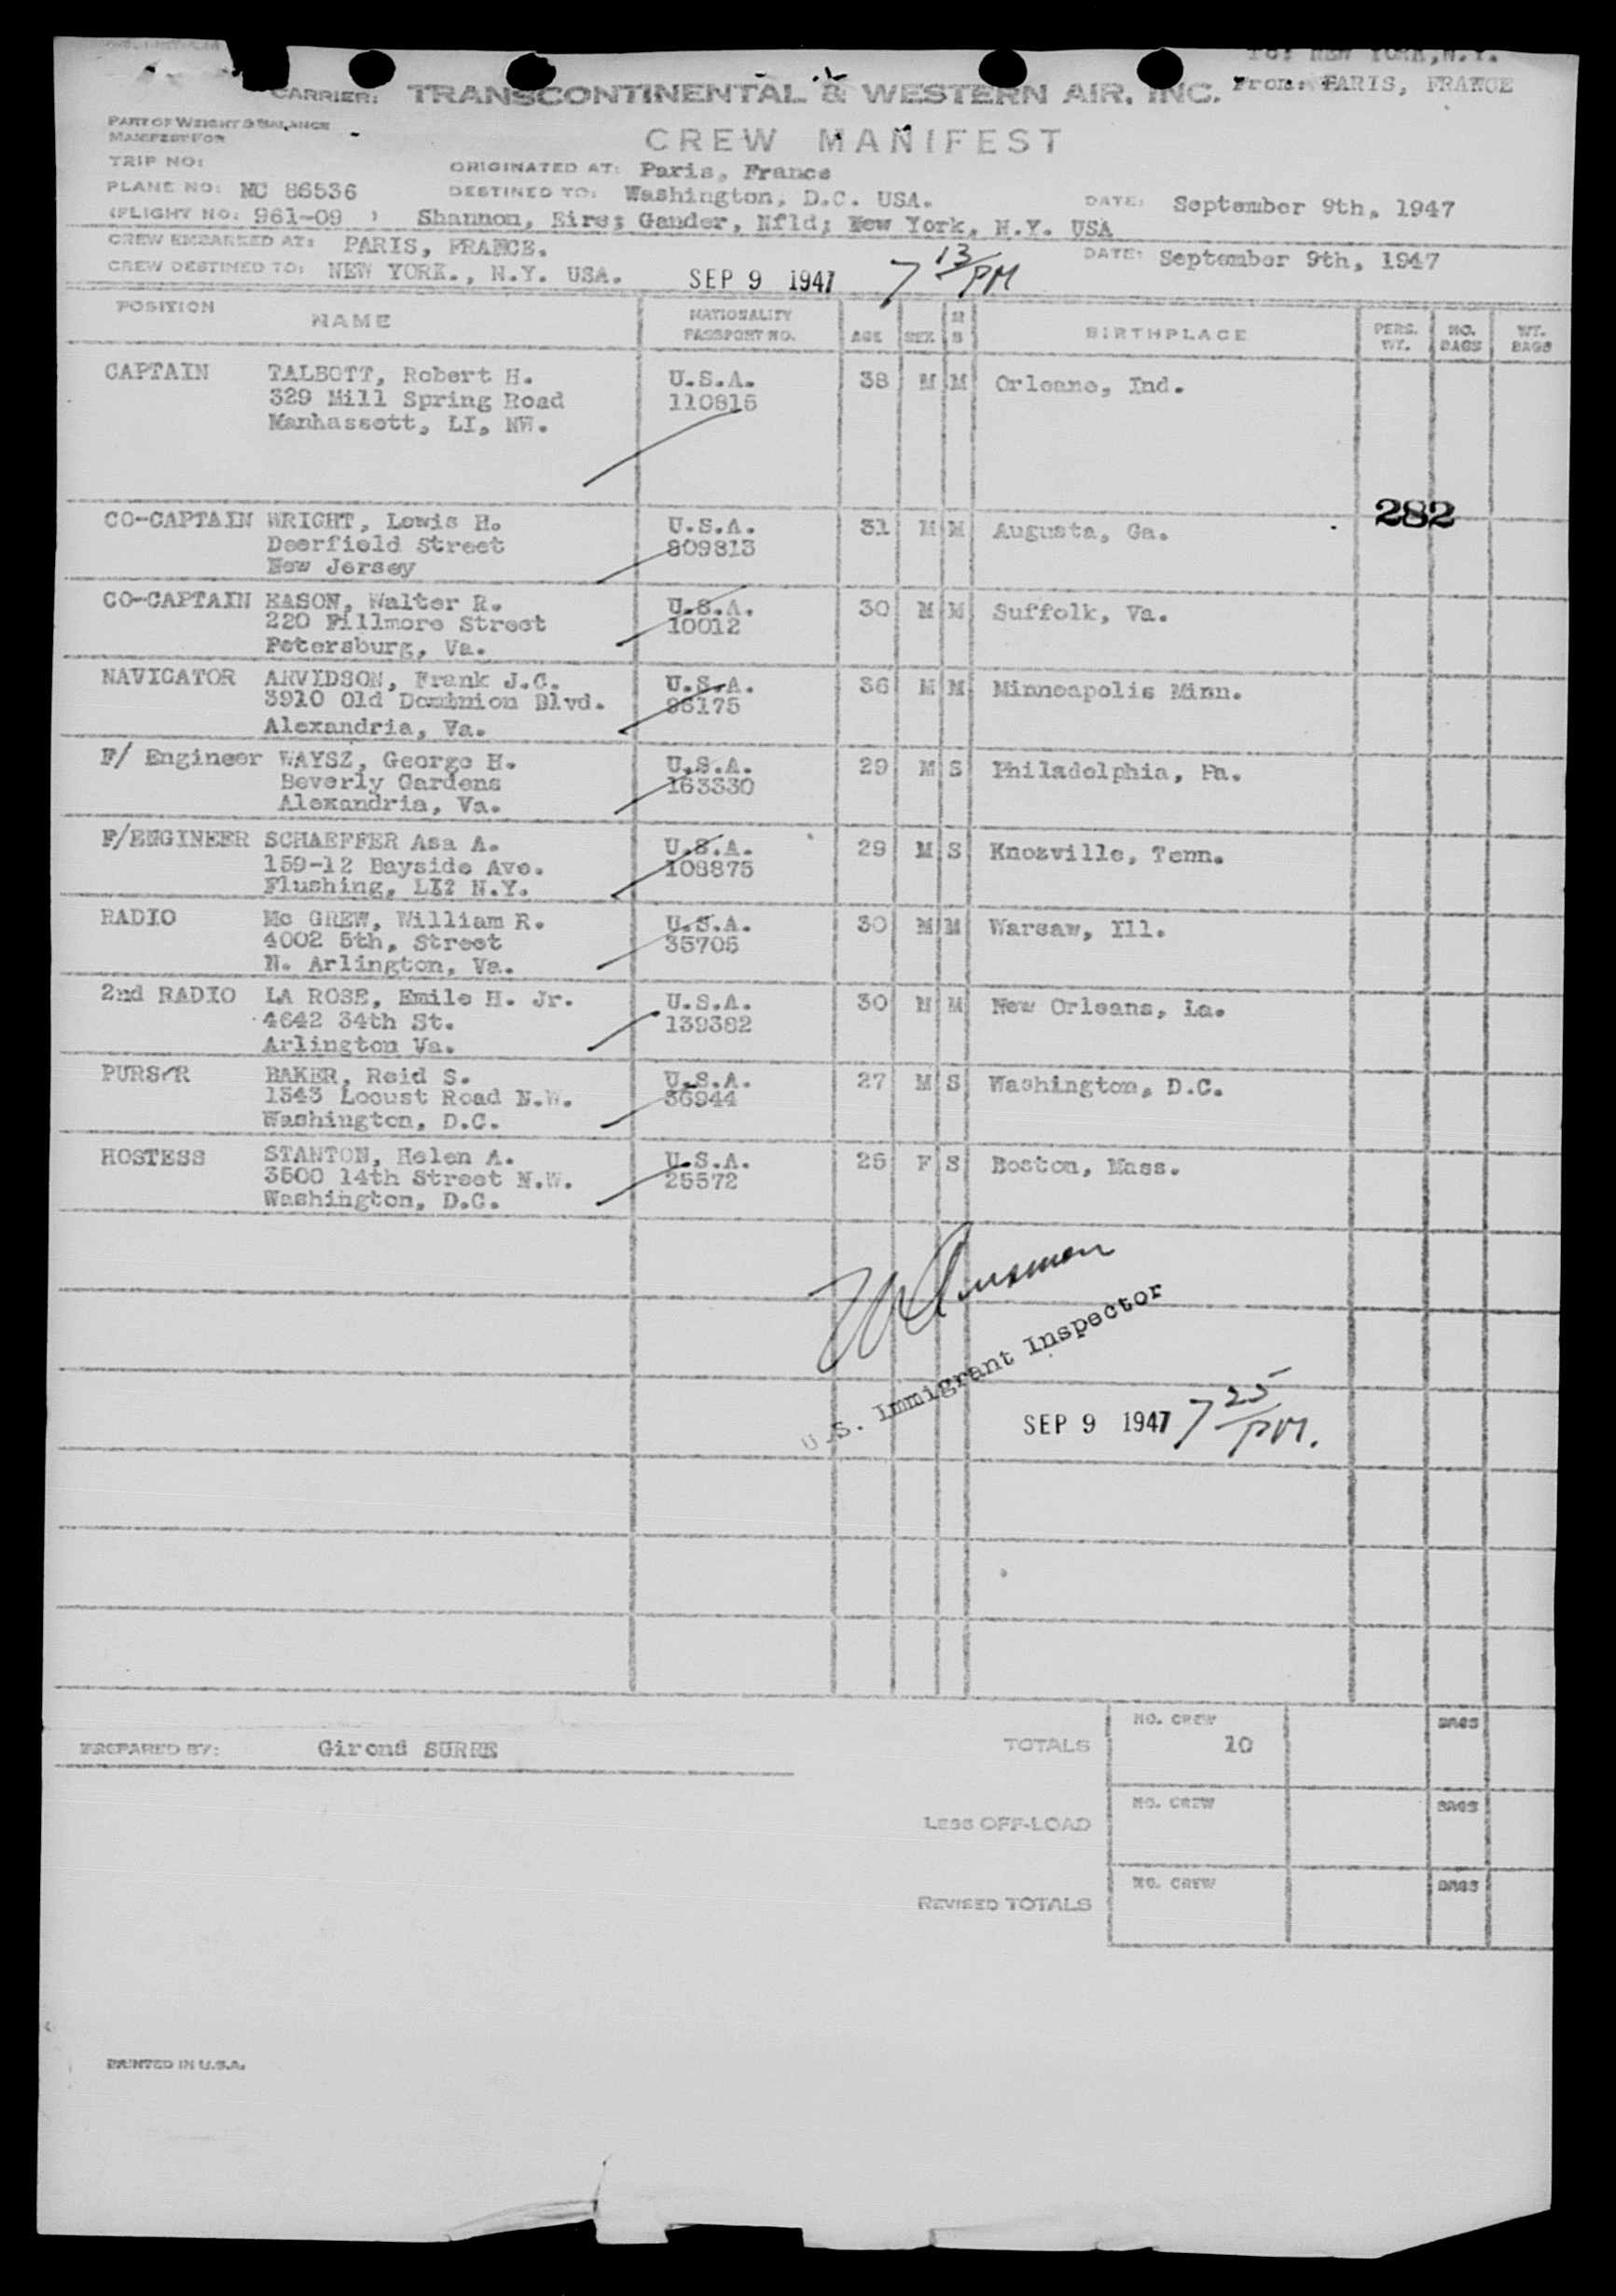 To: NEW YORK, N.Y.
CARRIER: TRANSCONTINENTAL & WESTERN AIR, INC. From: PARIS, FRANCE
PART OF WEIGHT & BALANCE
MANIFEST FOR
CREW MANIFEST
TRIP NO: ORIGINATED AT: Paris, France
PLANE NO: NC 86536 DESTINED TO: Washington, D.C. USA. DATE: September 9th, 1947
(FLIGHT NO: 961-09 ) Shannon, Eire; Gander, Nfld; New York, N.Y. USA
CREW EMBARKED AT: PARIS, FRANCE. DATE: September 9th, 1947
CREW DESTINED TO: NEW YORK., N.Y. USA. SEP 9 1947 7 13/PM
POSITION NAME NATIONALITY PASSPORT NO. AGE SEX M S BIRTHPLACE PERS. WT. NO. BAGS WT. BAGS
CAPTAIN TALBOTT, Robert H. U.S.A. 38 M M Orleans, Ind.
329 Mill Spring Road 110815
Manhassett, LI, NW.
282
CO-CAPTAIN WRIGHT, Lewis H. U.S.A. 31 M M Augusta, Ga.
Deerfield Street 809813
New Jersey
CO-CAPTAIN EASON, Walter R. U.S.A. 30 M M Suffolk, Va.
220 Fillmore Street 10012
Petersburg, Va.
NAVIGATOR ARVIDSON, Frank J.C. U.S.A. 36 M M Minneapolis Minn.
3910 Old Dominion Blvd. 96175
Alexandria, Va.
F/ Engineer WAYSZ, George H. U.S.A. 29 M S Philadelphia, Pa.
Beverly Gardens 163330
Alexandria, Va.
F/ENGINEER SCHAEFFER Asa A. U.S.A. 29 M S Knoxville, Tenn.
159-12 Bayside Ave. 108875
Flushing, LI? N.Y.
RADIO Mc GREW, William R. U.S.A. 30 M M Warsaw, Ill.
4002 5th, Street 35705
N. Arlington, Va.
2nd RADIO LA ROSE, Emile H. Jr. U.S.A. 30 M M New Orleans, La.
4642 34th St. 139382
Arlington Va.
PURSER BAKER, Reid S. U.S.A. 27 M S Washington, D.C.
1343 Locust Road N.W. 36944
Washington, D.C.
HOSTESS STANTON, Helen A. U.S.A. 25 F S Boston, Mass.
3500 14th Street N.W. 25572
Washington, D.C.
U.S. Immigrant Inspector
SEP 9 1947 7 25/PM.
NO. CREW BAGS
PREPARED BY: Girond SURRE TOTALS 10
NO. CREW BAGS
LESS OFF-LOAD
NO. CREW BAGS
REVISED TOTALS
PRINTED IN U.S.A.